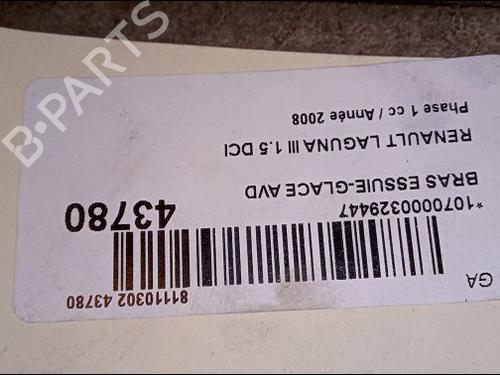 GA
81110302 43780
*1070000329447
43780
BRAS ESSUIE-GLACE AVD
RENAULT LAGUNA III 1.5 DCI
Phase 1 cc / Année 2008
B-PARTS